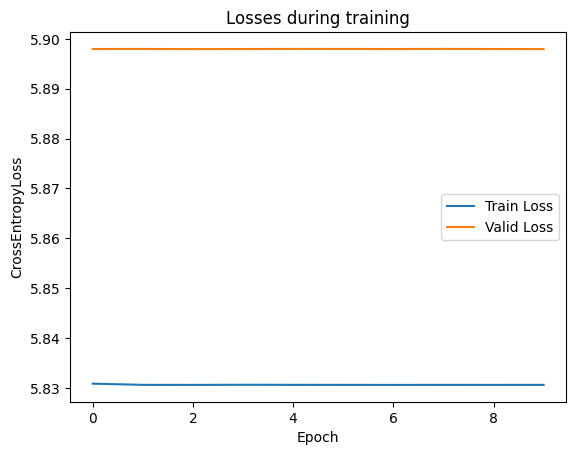 Losses during training
CrossEntropyLoss
5.90
5.89
5.88
5.87
5.86
5.85
5.84
5.83
Train Loss
Valid Loss
0
2
4
6
8
Epoch